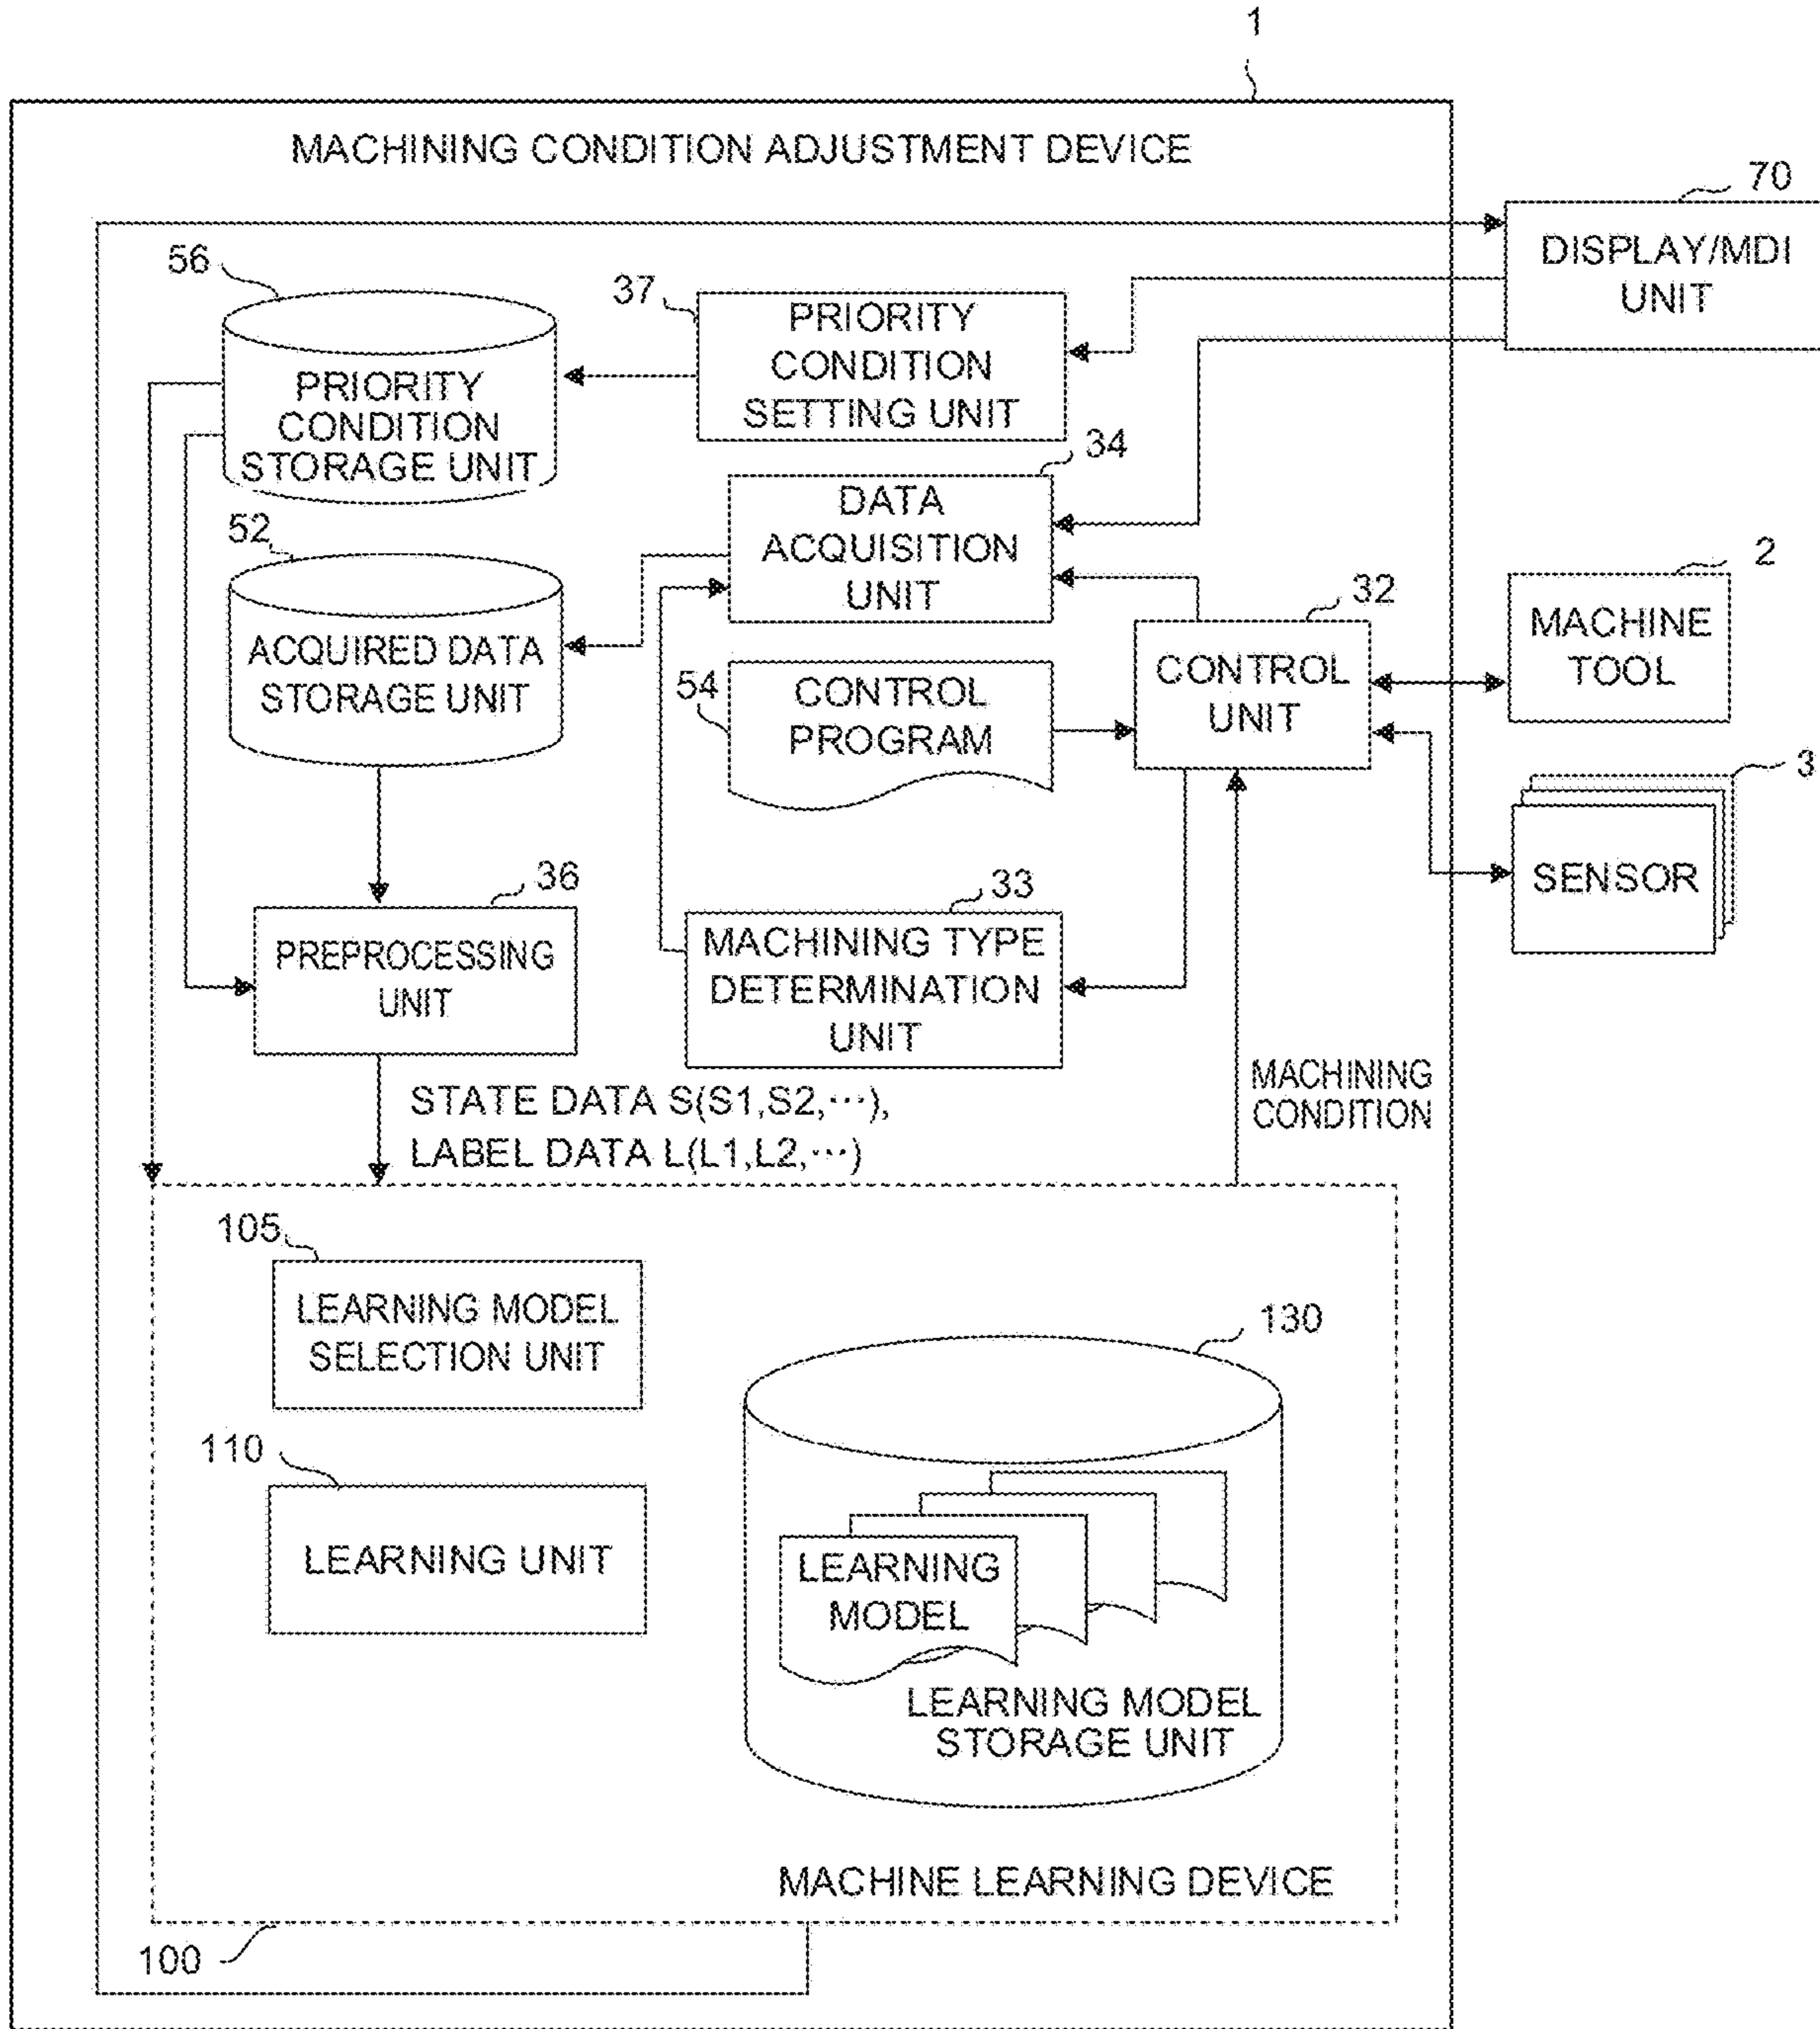 1
MACHINING CONDITION ADJUSTMENT DEVICE
70
DISPLAY/MDI
UNIT
56
PRIORITY
CONDITION
STORAGE UNIT
37
PRIORITY
CONDITION
SETTING UNIT
34
DATA
ACQUISITION
UNIT
52
ACQUIRED DATA
STORAGE UNIT
54
CONTROL
PROGRAM
32
CONTROL
UNIT
2
MACHINE
TOOL
3
SENSOR
36
PREPROCESSING
UNIT
33
MACHINING TYPE
DETERMINATION
UNIT
MACHINING
CONDITION
STATE DATA S(S1,S2,⋯),
LABEL DATA L(L1,L2,⋯)
105
LEARNING MODEL
SELECTION UNIT
110
LEARNING UNIT
130
LEARNING
MODEL
LEARNING MODEL
STORAGE UNIT
MACHINE LEARNING DEVICE
100